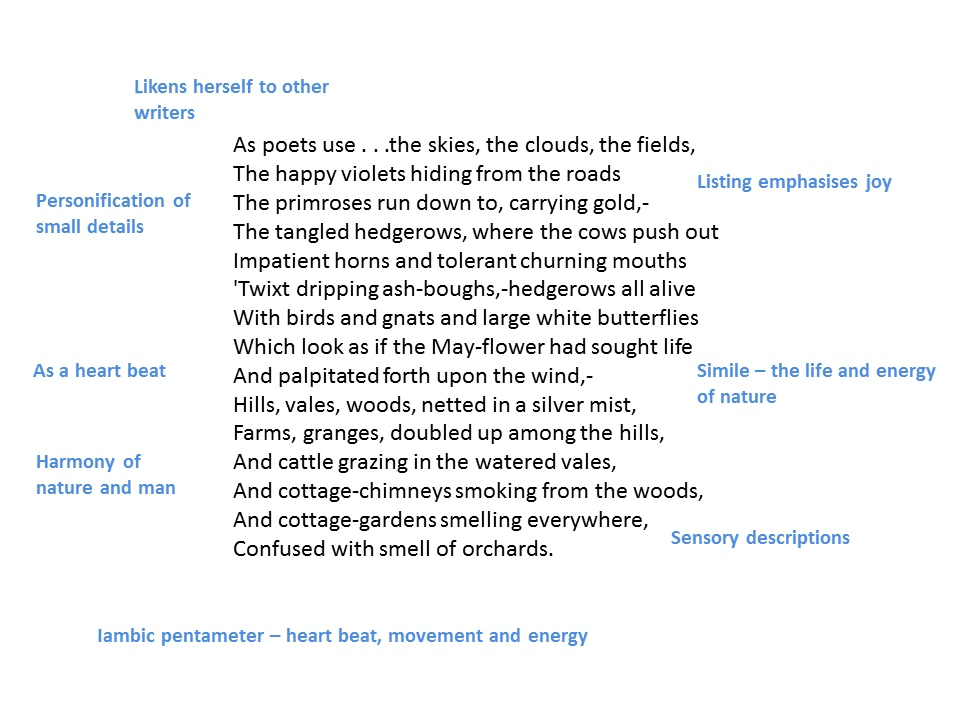 Likens herself to other
writers
As poets use . . .the skies, the clouds, the fields,
The happy violets hiding from the roads
Listing emphasises joy
Personification of
small details
The primroses run down to, carrying gold,-
The tangled hedgerows, where the cows push out
Impatient horns and tolerant churning mouths
'Twixt dripping ash-boughs,-hedgerows all alive
With birds and gnats and large white butterflies
Which look as if the May-flower had sought life
As a heart beat
And palpitated forth upon the wind,-
Simile – the life and energy
of nature
Hills, vales, woods, netted in a silver mist,
Farms, granges, doubled up among the hills,
Harmony of
nature and man
And cattle grazing in the watered vales,
And cottage-chimneys smoking from the woods,
And cottage-gardens smelling everywhere,
Sensory descriptions
Confused with smell of orchards.
Iambic pentameter – heart beat, movement and energy